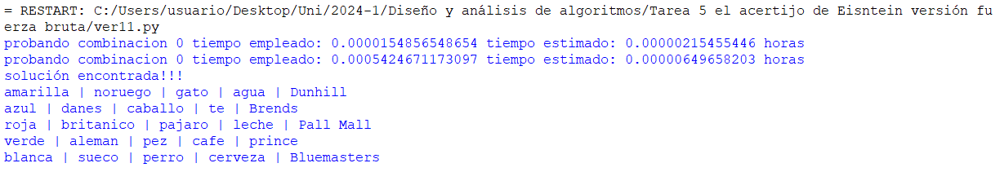 = RESTART: C:/Users/usuario/Desktop/Uni/2024-1/Diseño y análisis de algoritmos/Tarea 5 el acertijo de Eisntein versión fu
erza bruta/ver11.py
probando combinacion 0 tiempo empleado: 0.0000154856548654 tiempo estimado: 0.00000215455446 horas
probando combinacion 0 tiempo empleado: 0.0005424671173097 tiempo estimado: 0.00000649658203 horas
solución encontrada!!!
amarilla | noruego | gato | agua | Dunhill
azul | danes | caballo | te | Brends
roja | britanico | pajaro | leche | Pall Mall
verde | aleman | pez | cafe | prince
blanca | sueco | perro | cerveza | Bluemasters